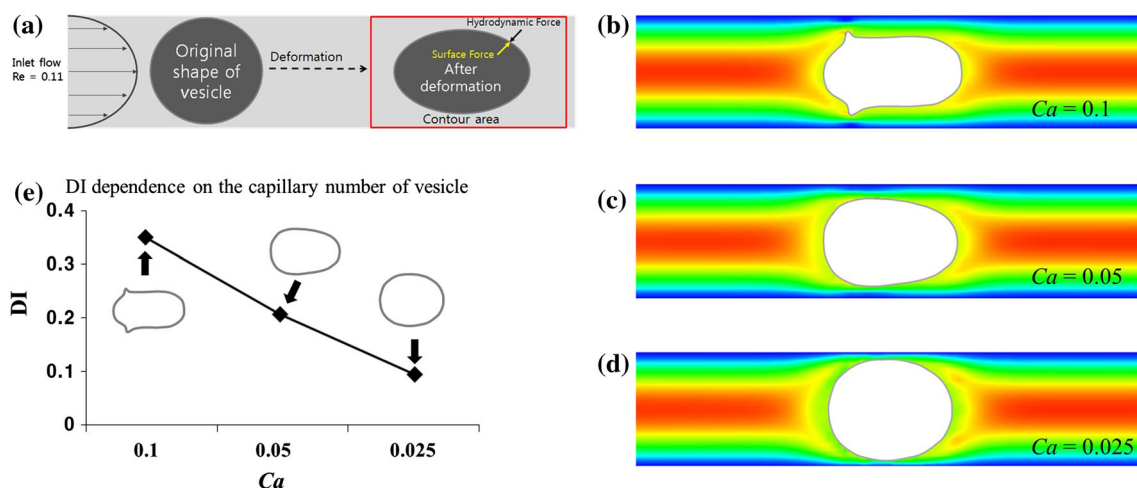 (a)
Inlet flow
Re = 0.11
Original
shape of
vesicle
Deformation
Hydrodynamic Force
Surface Force
After
deformation
Contour area
(b)
Ca = 0.1
(c)
Ca = 0.05
(d)
Ca = 0.025
(e)
DI dependence on the capillary number of vesicle
DI
0.4
0.3
0.2
0.1
0
0.1
0.05
0.025
Ca